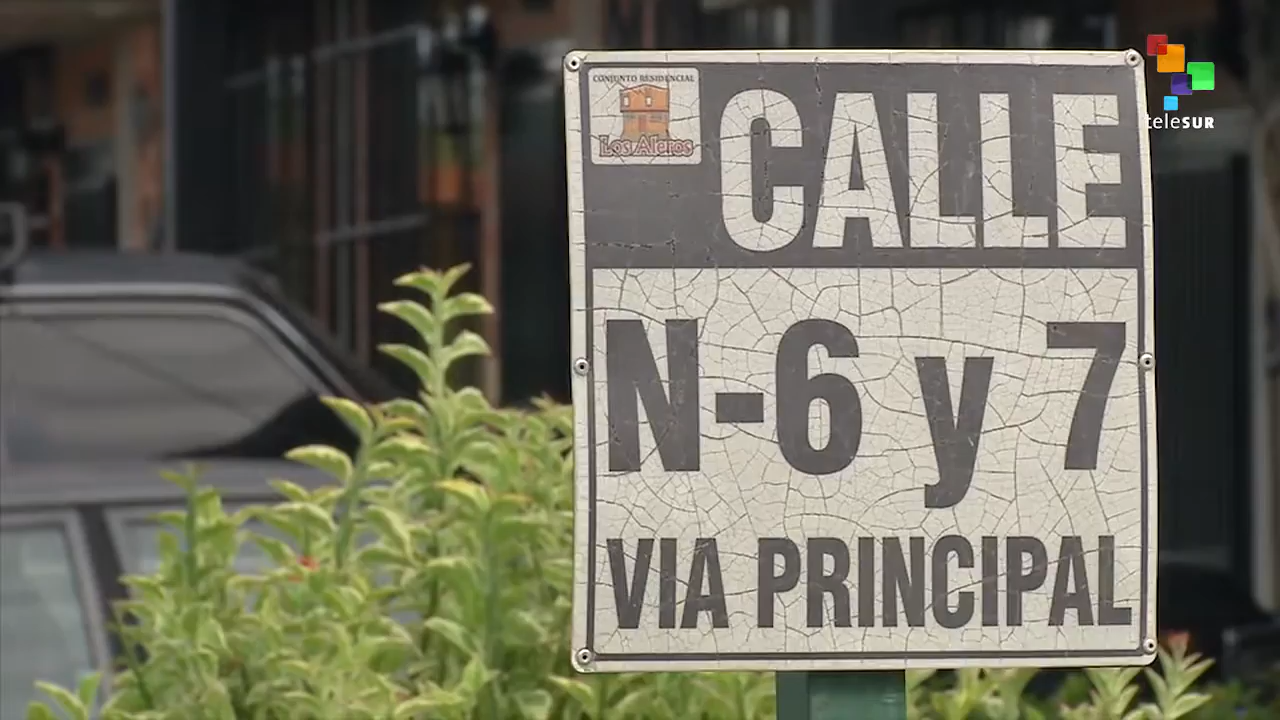 CONJUNTO RESIDENCIAL
Los Aleros
CALLE
N-6 y 7
VIA PRINCIPAL
teleSUR